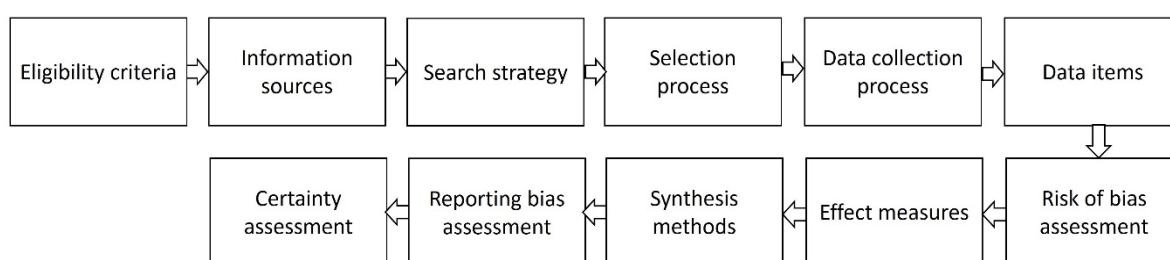 Eligibility criteria
Information
sources
Search strategy
Selection
process
Data collection
process
Data items
Risk of bias
assessment
Effect measures
Synthesis
methods
Reporting bias
assessment
Certainty
assessment